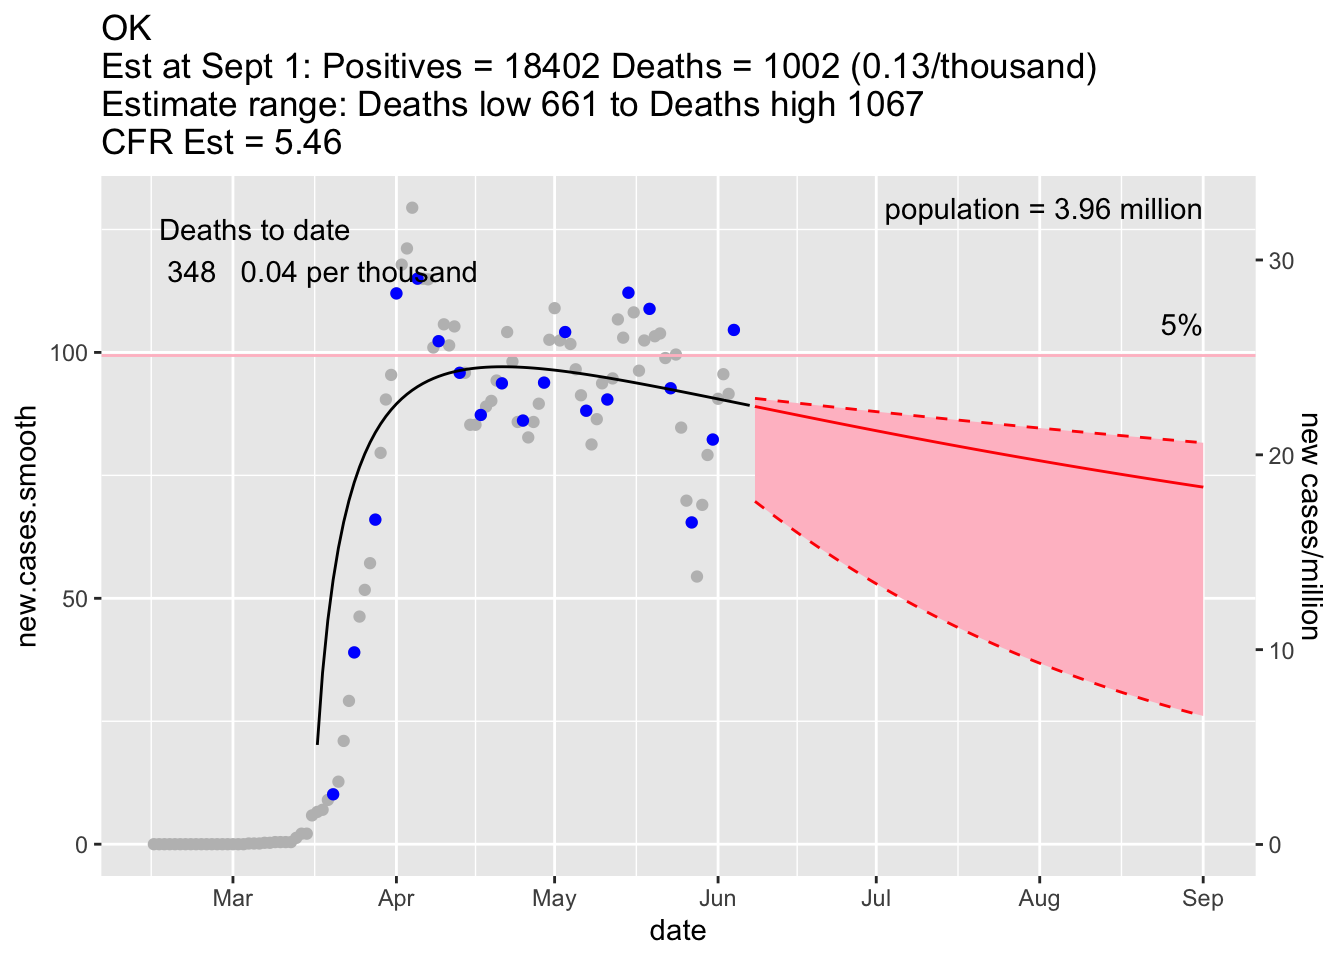 OK
Est at Sept 1: Positives = 18402 Deaths = 1002 (0.13/thousand)
Estimate range: Deaths low 661 to Deaths high 1067
CFR Est = 5.46
population = 3.96 million
Deaths to date
348 0.04 per thousand
5%
100
50
0
30
20
10
0
new.cases.smooth
new cases/million
Mar Apr May Jun Jul Aug Sep
date